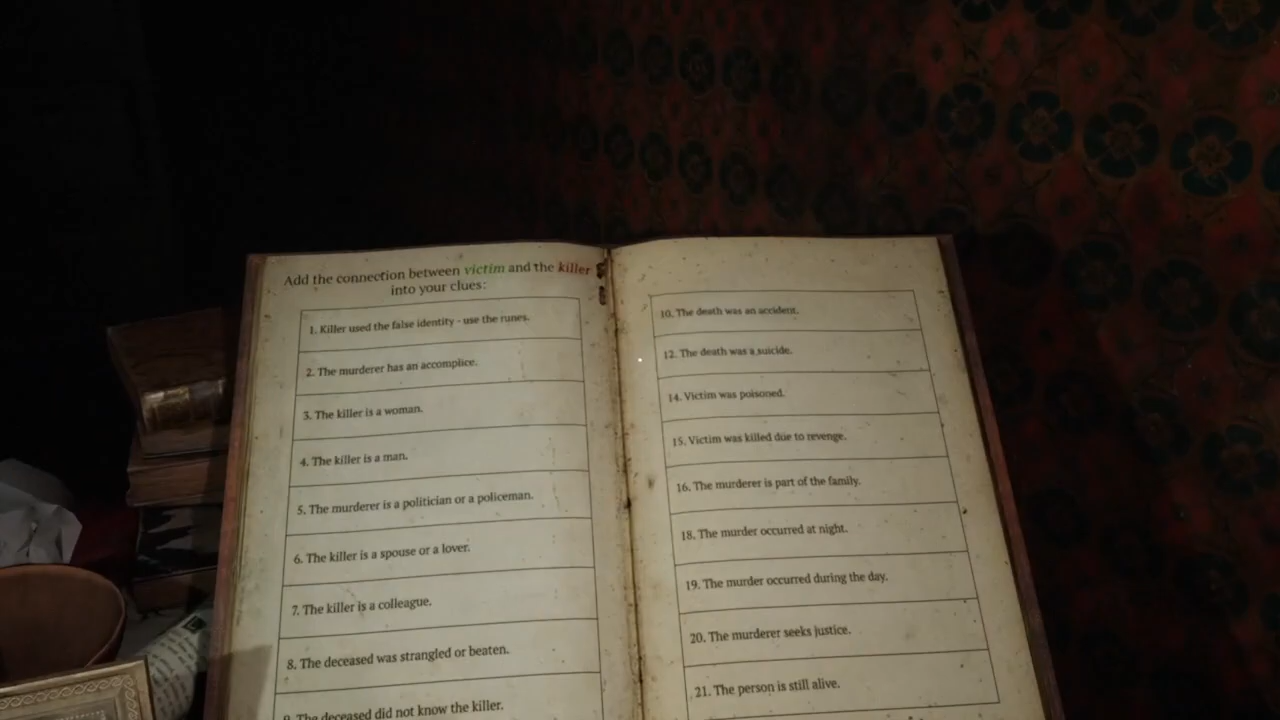 Add the connection between victim and the killer
into your clues:
1. Killer used the false identity - use the runes.
2. The murderer has an accomplice.
3. The killer is a woman.
4. The killer is a man.
5. The murderer is a politician or a policeman.
6. The killer is a spouse or a lover.
7. The killer is a colleague.
8. The deceased was strangled or beaten.
9. The deceased did not know the killer.
10. The death was an accident.
12. The death was a suicide.
14. Victim was poisoned.
15. Victim was killed due to revenge.
16. The murderer is part of the family.
18. The murder occurred at night.
19. The murder occurred during the day.
20. The murderer seeks justice.
21. The person is still alive.